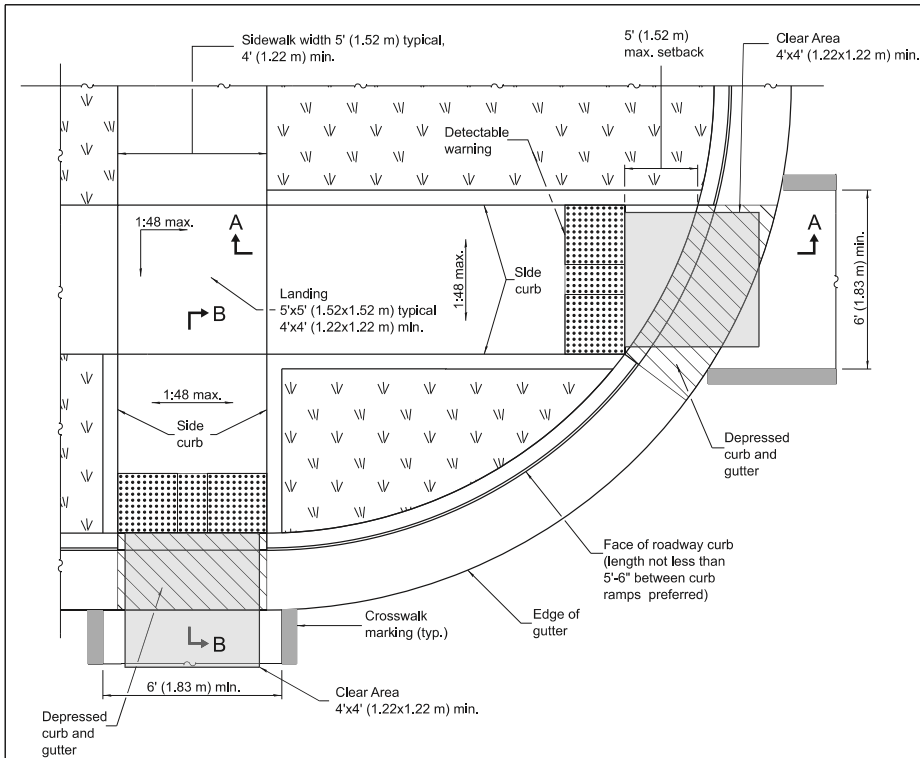 Sidewalk width 5' (1.52 m) typical,
4' (1.22 m) min.
5' (1.52 m)
max. setback
Clear Area
4'x4' (1.22x1.22 m) min.
Detectable
warning
1:48 max.
A
A
B
Landing
5'x5' (1.52x1.52 m) typical
4'x4' (1.22x1.22 m) min.
Side
curb
1:48 max.
6' (1.83 m) min.
1:48 max.
Side
curb
Depressed
curb and
gutter
Face of roadway curb
(length not less than
5'-6" between curb
ramps preferred)
Edge of
gutter
Crosswalk
marking (typ.)
B
6' (1.83 m) min.
Clear Area
4'x4' (1.22x1.22 m) min.
Depressed
curb and
gutter